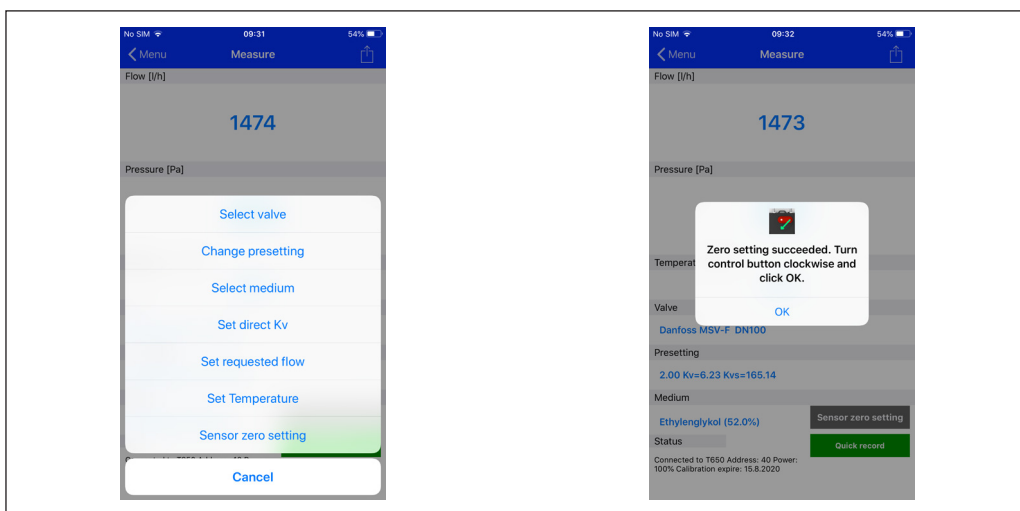 No SIM 09:31 54%
Menu Measure
Flow [l/h]
1474
Pressure [Pa]
Select valve
Change presetting
Select medium
Set direct Kv
Set requested flow
Set Temperature
Sensor zero setting
Cancel
No SIM 09:32 54%
Menu Measure
Flow [l/h]
1473
Pressure [Pa]
Zero setting succeeded. Turn
control button clockwise and
click OK.
OK
Temperat
Valve
Danfoss MSV-F DN100
Presetting
2.00 Kv=6.23 Kvs=165.14
Medium
Ethylenglykol (52.0%)
Sensor zero setting
Status
Quick record
Connected to T650 Address: 40 Power:
100% Calibration expire: 15.8.2020